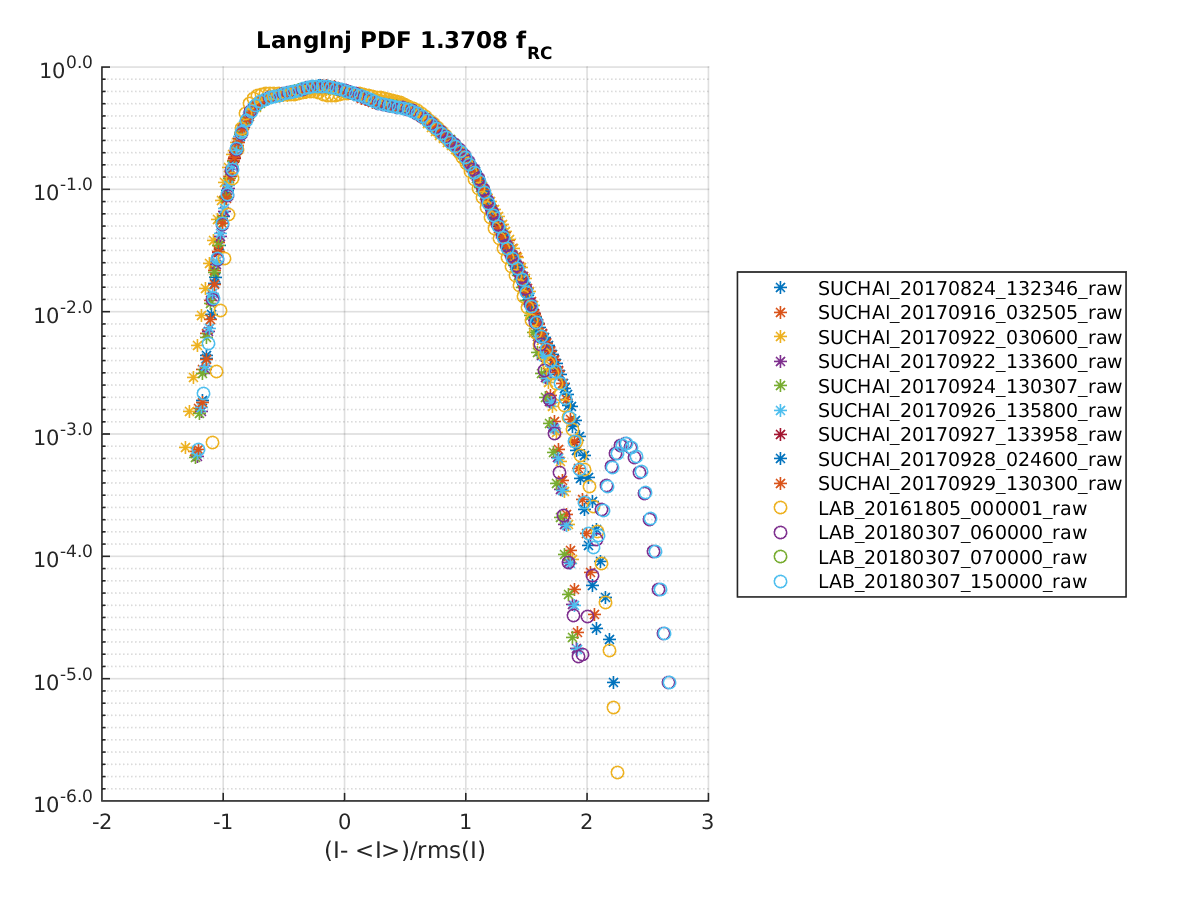 LangInj PDF 1.3708 f_RC
10^0.0
10^-1.0
10^-2.0
10^-3.0
10^-4.0
10^-5.0
10^-6.0
-2 -1 0 1 2 3
(I- <I>)/rms(I)
SUCHAI_20170824_132346_raw
SUCHAI_20170916_032505_raw
SUCHAI_20170922_030600_raw
SUCHAI_20170922_133600_raw
SUCHAI_20170924_130307_raw
SUCHAI_20170926_135800_raw
SUCHAI_20170927_133958_raw
SUCHAI_20170928_024600_raw
SUCHAI_20170929_130300_raw
LAB_20161805_000001_raw
LAB_20180307_060000_raw
LAB_20180307_070000_raw
LAB_20180307_150000_raw